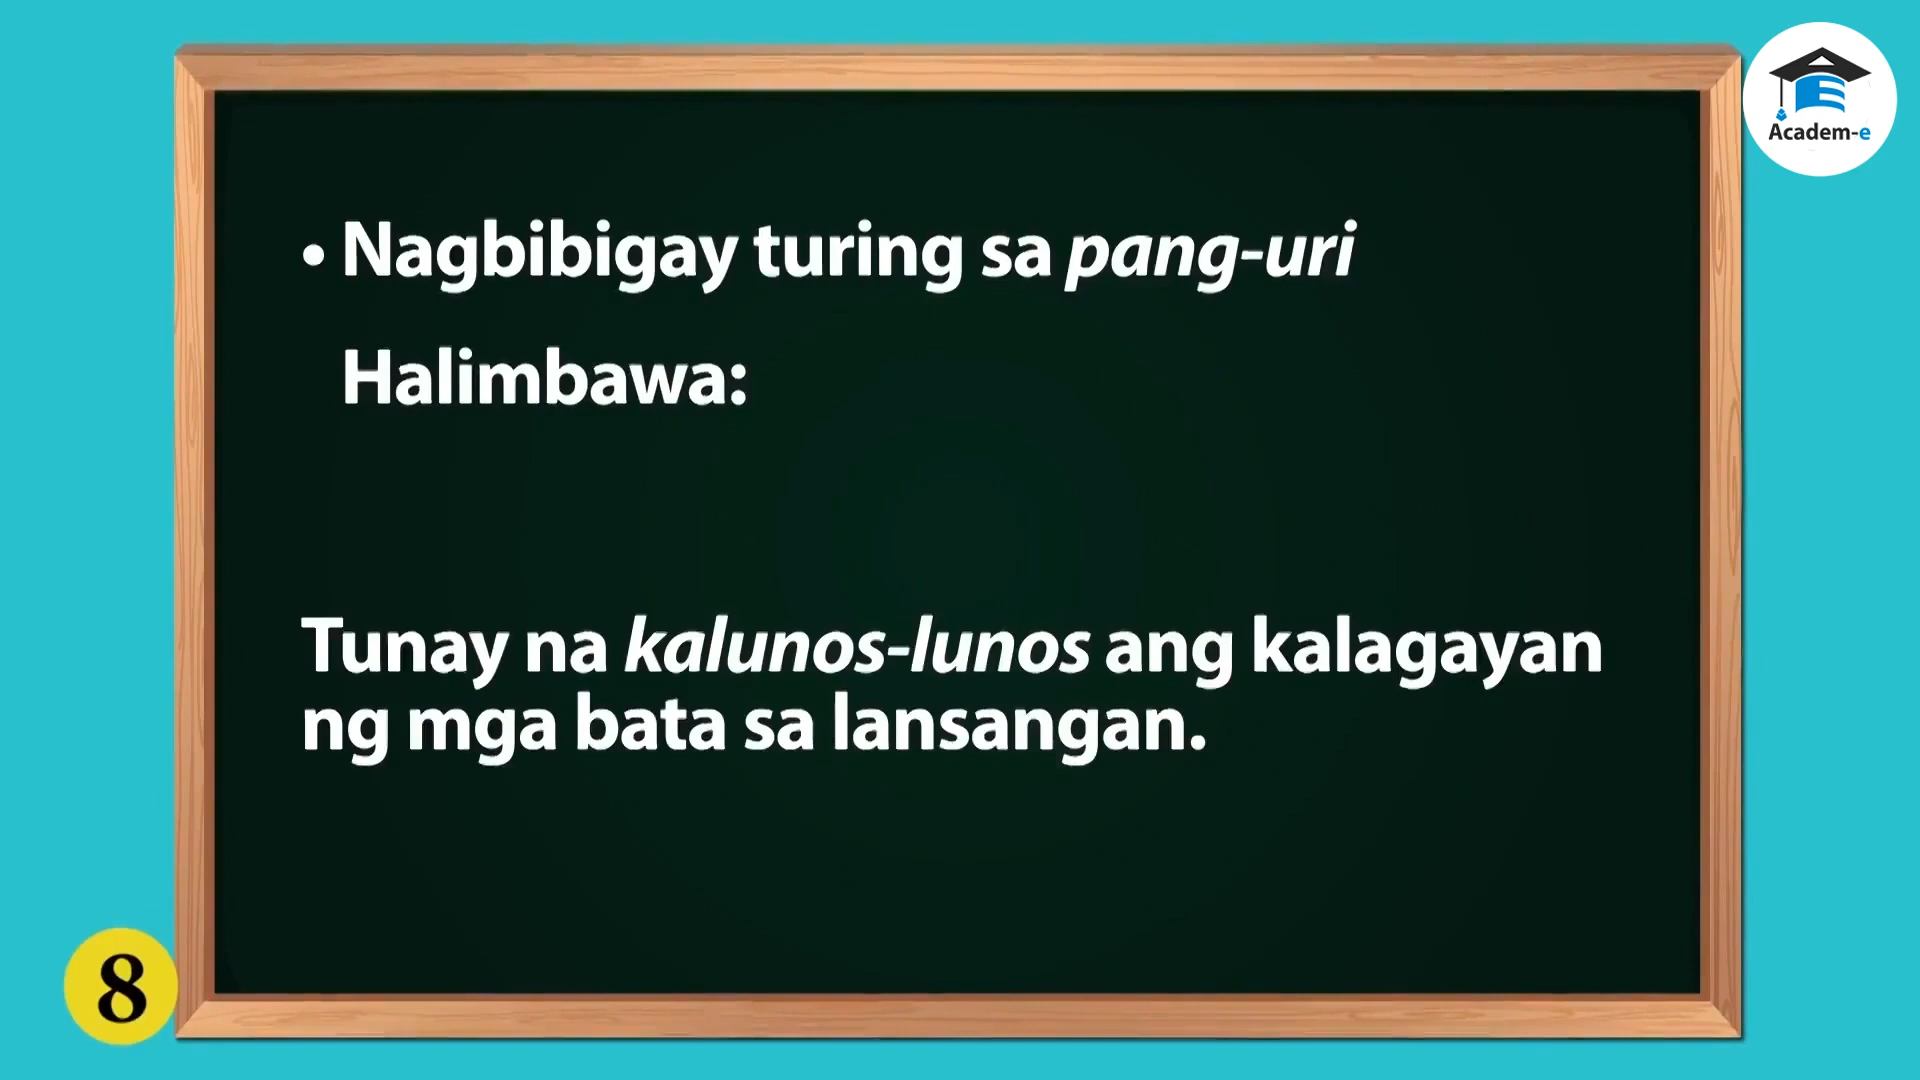 Academ-e
• Nagbibigay turing sa pang-uri
Halimbawa:
Tunay na kalunos-lunos ang kalagayan
ng mga bata sa lansangan.
8